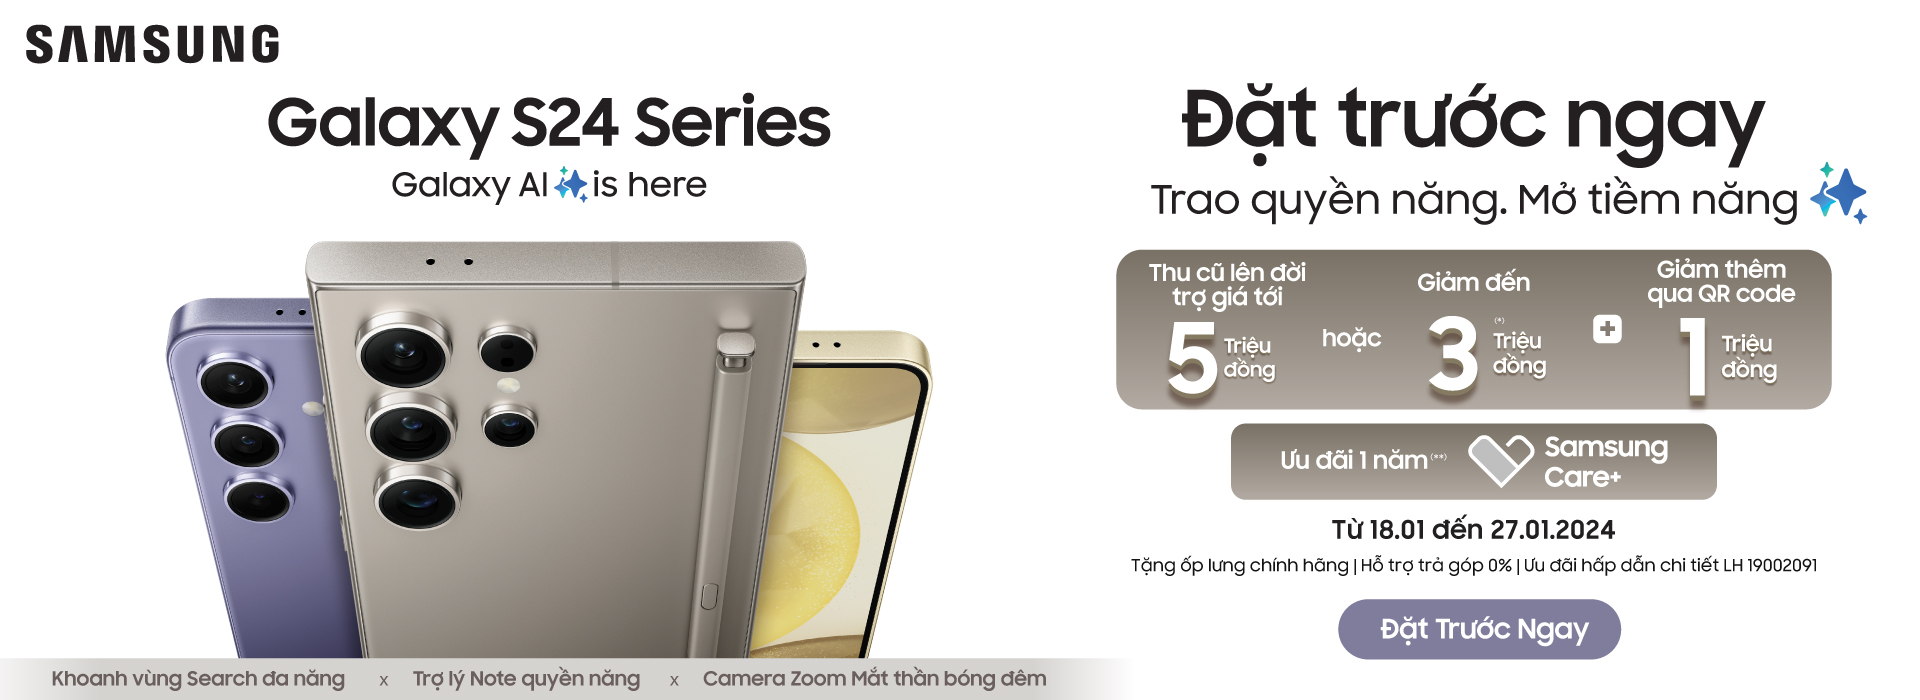 SAMSUNG
Galaxy S24 Series
Galaxy AI is here
Đặt trước ngay
Trao quyền năng. Mở tiềm năng
Thu cũ lên đời
trợ giá tới
5 Triệu
đồng
hoặc
Giảm đến
3 (*)
Triệu
đồng
+
Giảm thêm
qua QR code
1 Triệu
đồng
Ưu đãi 1 năm(**)
Samsung
Care+
Từ 18.01 đến 27.01.2024
Tặng ốp lưng chính hãng | Hỗ trợ trả góp 0% | Ưu đãi hấp dẫn chi tiết LH 19002091
Đặt Trước Ngay
Khoanh vùng Search đa năng x Trợ lý Note quyền năng x Camera Zoom Mắt thần bóng đêm